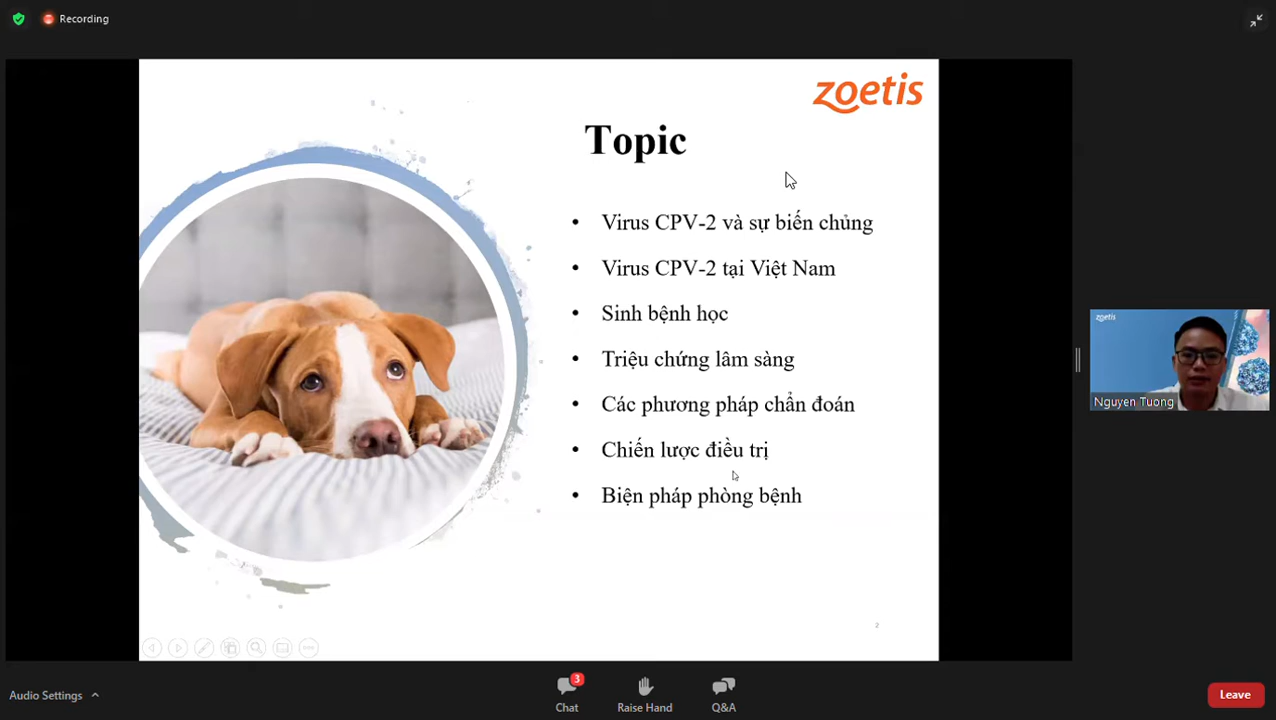 Recording
zoetis
Topic
• Virus CPV-2 và sự biến chủng
• Virus CPV-2 tại Việt Nam
• Sinh bệnh học
• Triệu chứng lâm sàng
• Các phương pháp chẩn đoán
• Chiến lược điều trị
• Biện pháp phòng bệnh
2
zoetis
Nguyen Tuong
Audio Settings
3
Chat
Raise Hand
Q&A
Leave